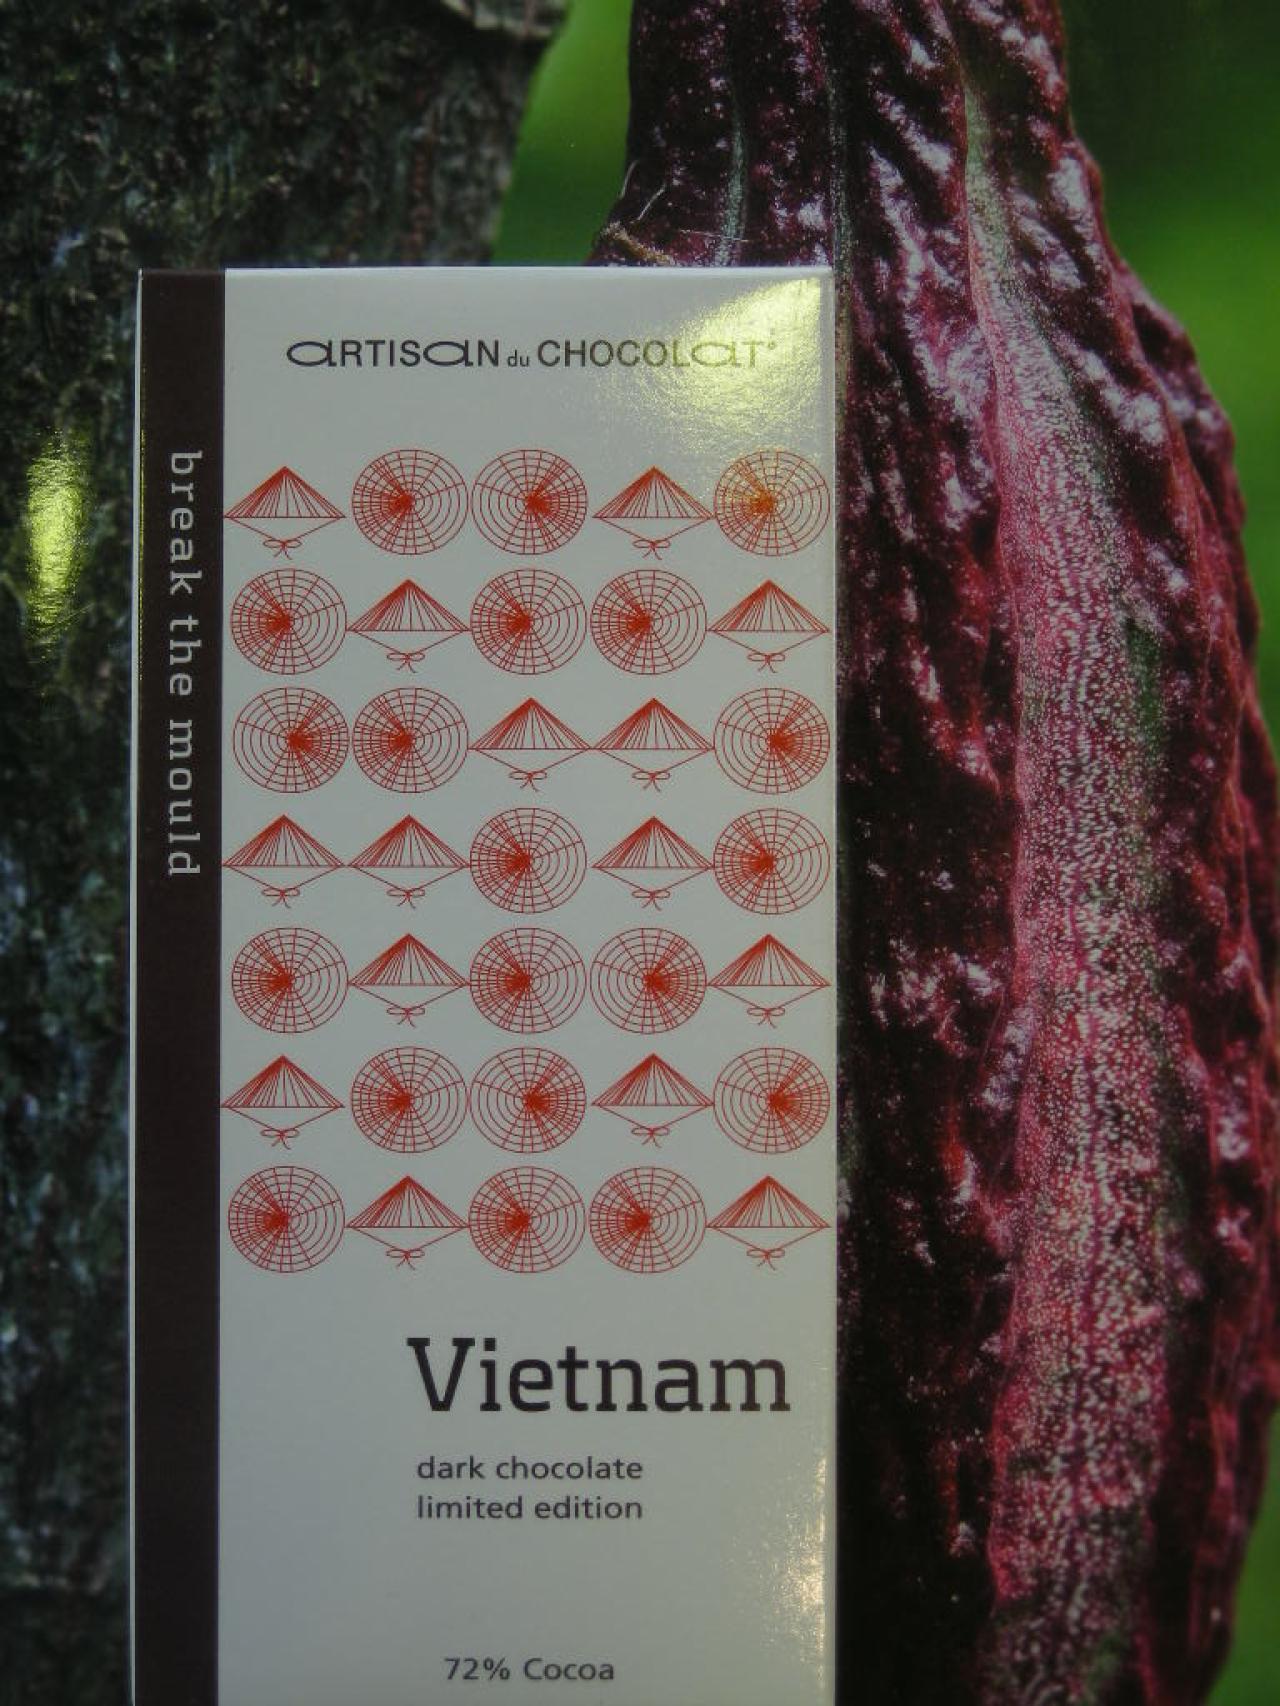 ARTISAN du CHOCOLAT
break the mould
Vietnam
dark chocolate
limited edition
72% Cocoa